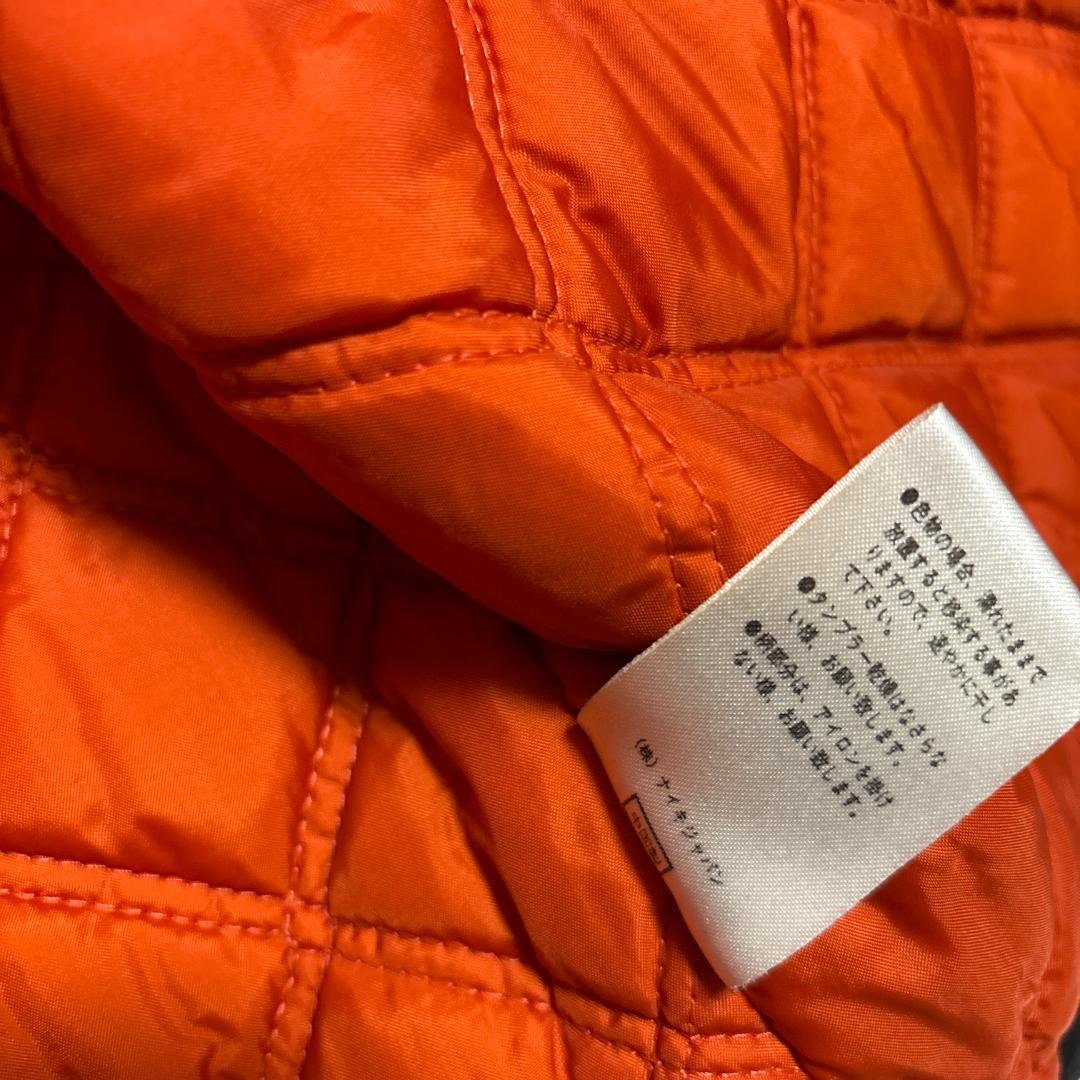 ●色物の場合、濡れたままで
放置すると移染する事があ
りますので、速やかに干し
て下さい。
●タンブラー乾燥はなさらな
い様、お願い致します。
●柄部分は、アイロンを掛け
ない様、お願い致します。
(株)ナイキジャパン
中国製